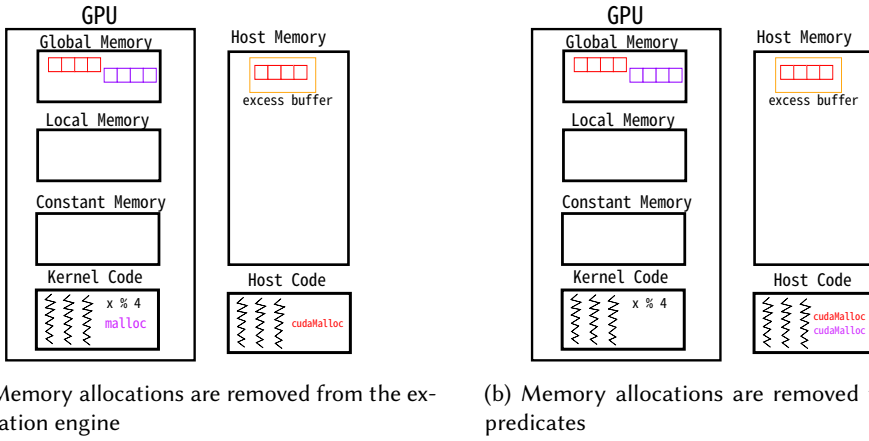 GPU
Global Memory
Host Memory
excess buffer
Local Memory
Constant Memory
Kernel Code
x % 4
malloc
Host Code
cudaMalloc
Memory allocations are removed from the ex-
ation engine
GPU
Global Memory
Host Memory
excess buffer
Local Memory
Constant Memory
Kernel Code
x % 4
Host Code
cudaMalloc
cudaMalloc
(b) Memory allocations are removed
predicates